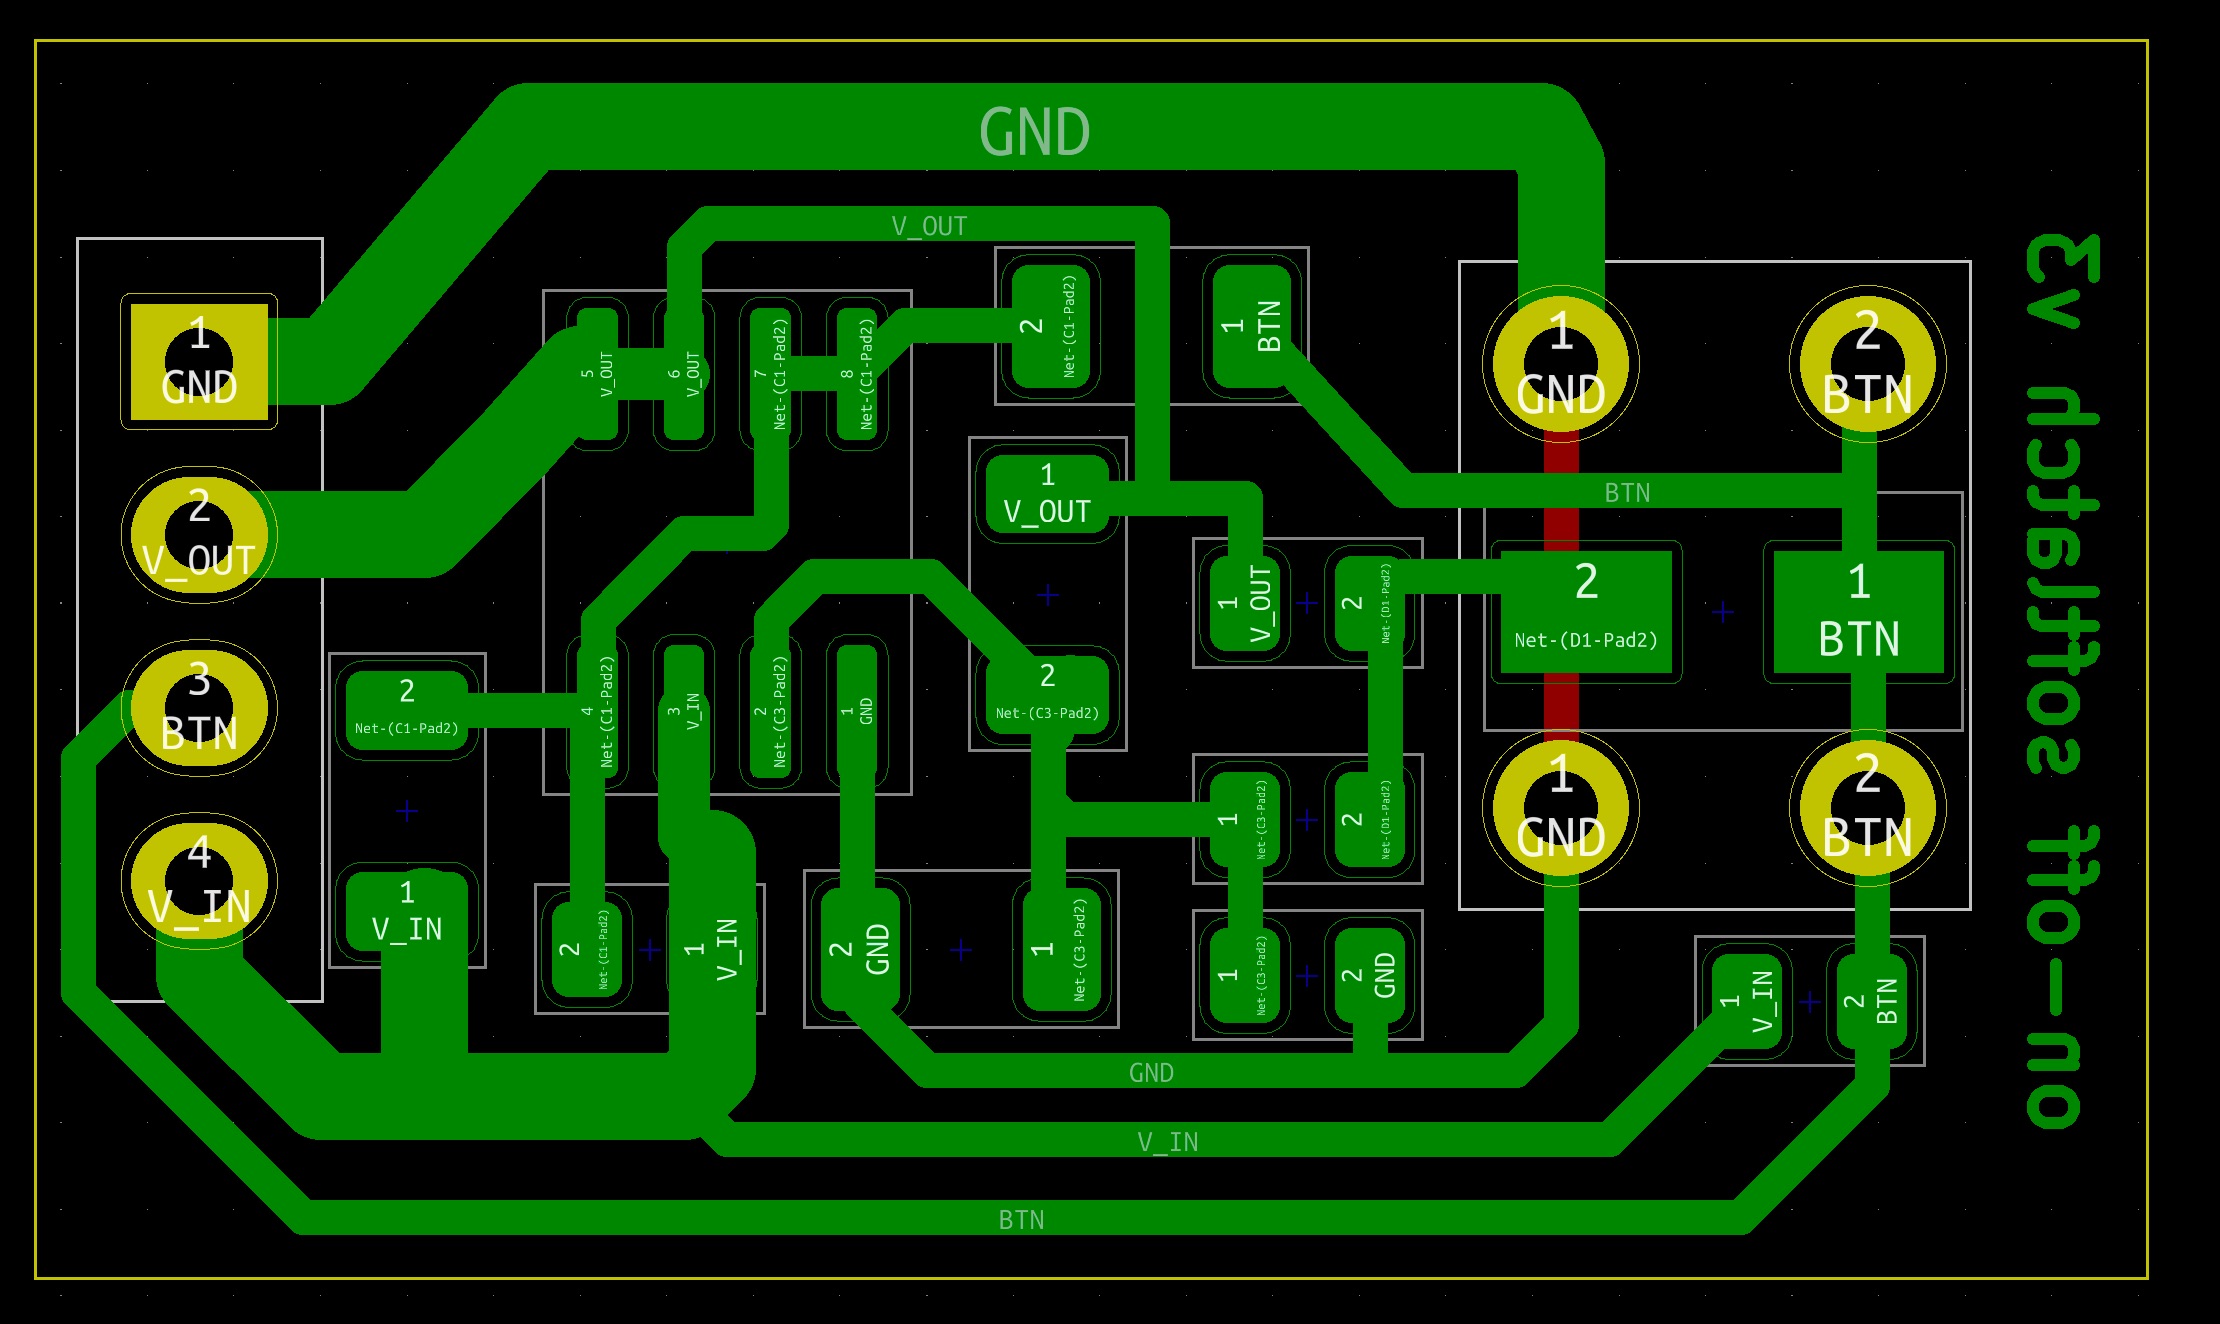 GND
V_OUT
1
GND
2
V_OUT
3
BTN
4
V_IN
5
V_OUT
6
V_OUT
7
Net-(C1-Pad2)
8
Net-(C1-Pad2)
2
Net-(C1-Pad2)
1
BTN
1
GND
2
BTN
BTN
1
V_OUT
1
V_OUT
2
Net-(D1-Pad2)
2
Net-(D1-Pad2)
1
BTN
2
Net-(C1-Pad2)
4
Net-(C1-Pad2)
3
V_IN
2
Net-(C3-Pad2)
1
GND
2
Net-(C3-Pad2)
1
Net-(C3-Pad2)
2
Net-(D1-Pad2)
1
GND
2
BTN
1
V_IN
2
Net-(C1-Pad2)
1
V_IN
2
GND
1
Net-(C3-Pad2)
1
Net-(C3-Pad2)
2
GND
1
V_IN
2
BTN
GND
V_IN
BTN
on-off softlatch v3